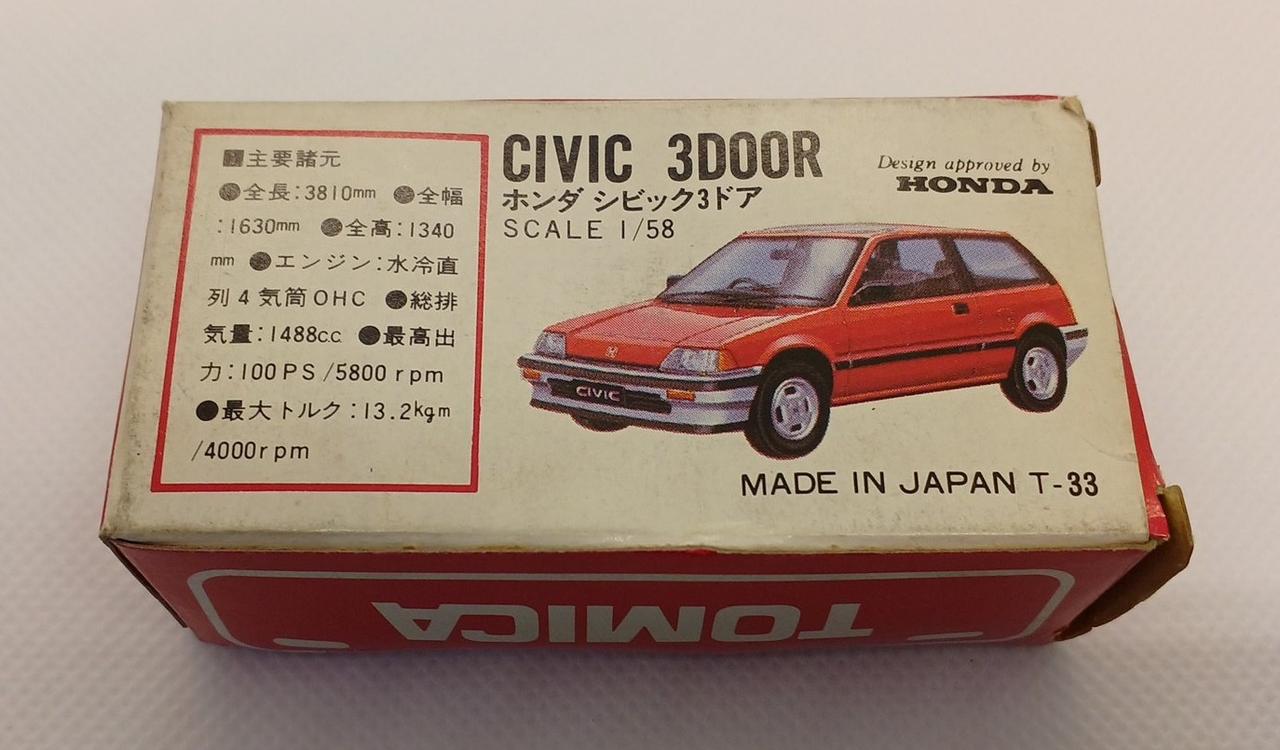 ■主要諸元
●全長:3810mm ●全幅
:1630mm ●全高:1340
mm ●エンジン:水冷直
列4気筒OHC ●総排
気量:1488cc ●最高出
力:100PS/5800rpm
●最大トルク:13.2kgm
/4000rpm
CIVIC 3DOOR
ホンダ シビック3ドア
SCALE 1/58
Design approved by
HONDA
CIVIC
MADE IN JAPAN T-33
TOMICA